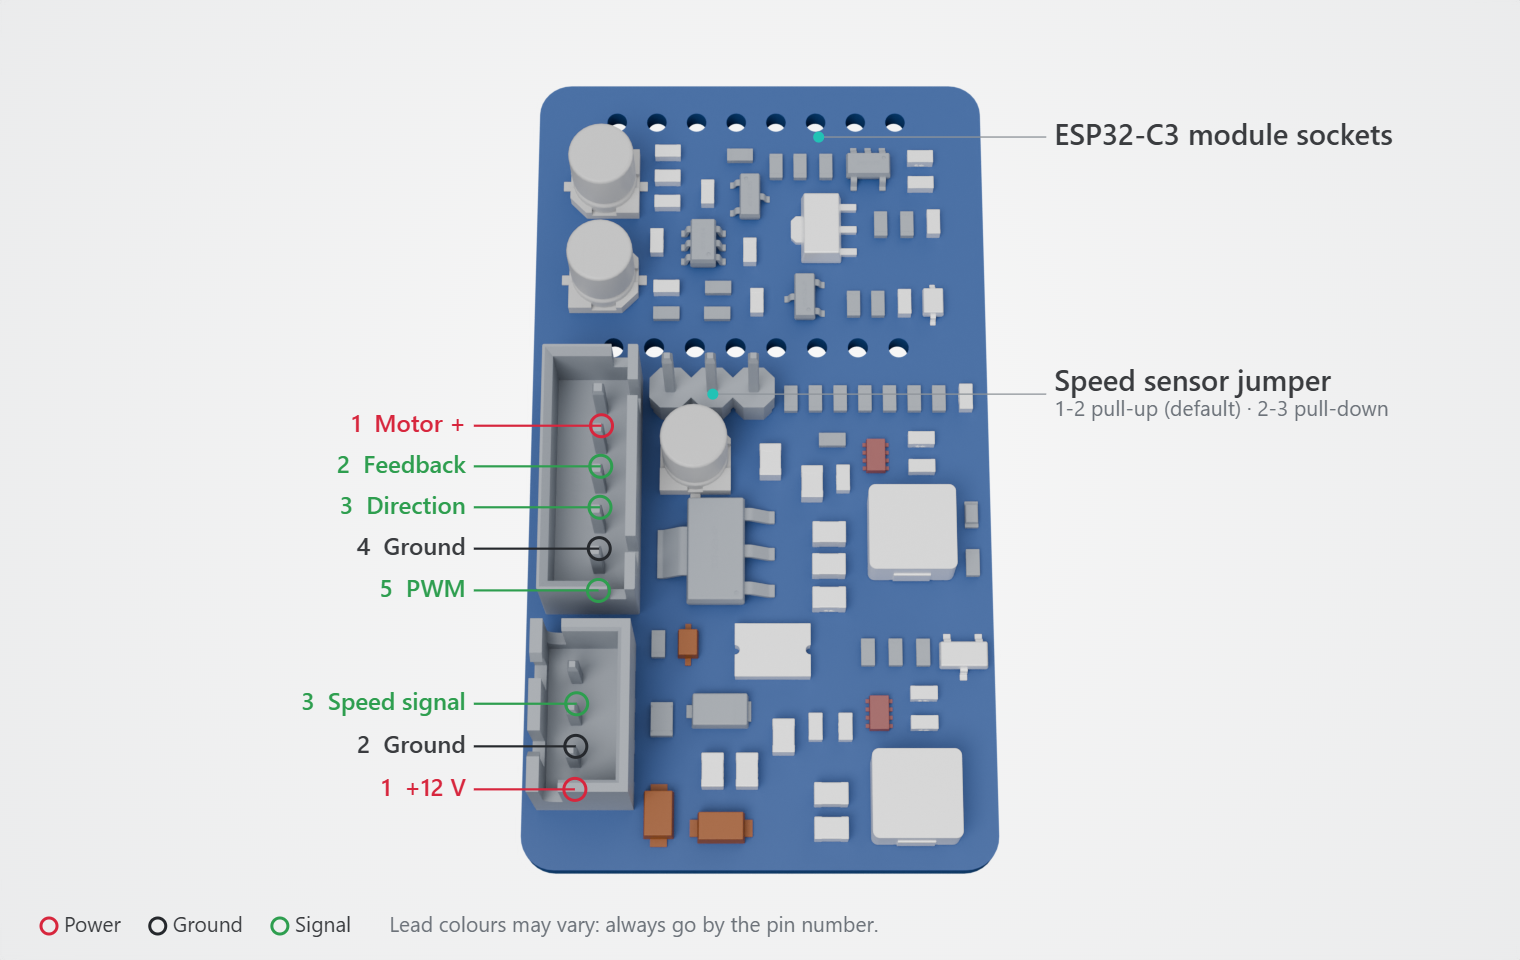 ESP32-C3 module sockets
Speed sensor jumper
1-2 pull-up (default) · 2-3 pull-down
1 Motor +
2 Feedback
3 Direction
4 Ground
5 PWM
3 Speed signal
2 Ground
1 +12 V
Power
Ground
Signal
Lead colours may vary: always go by the pin number.